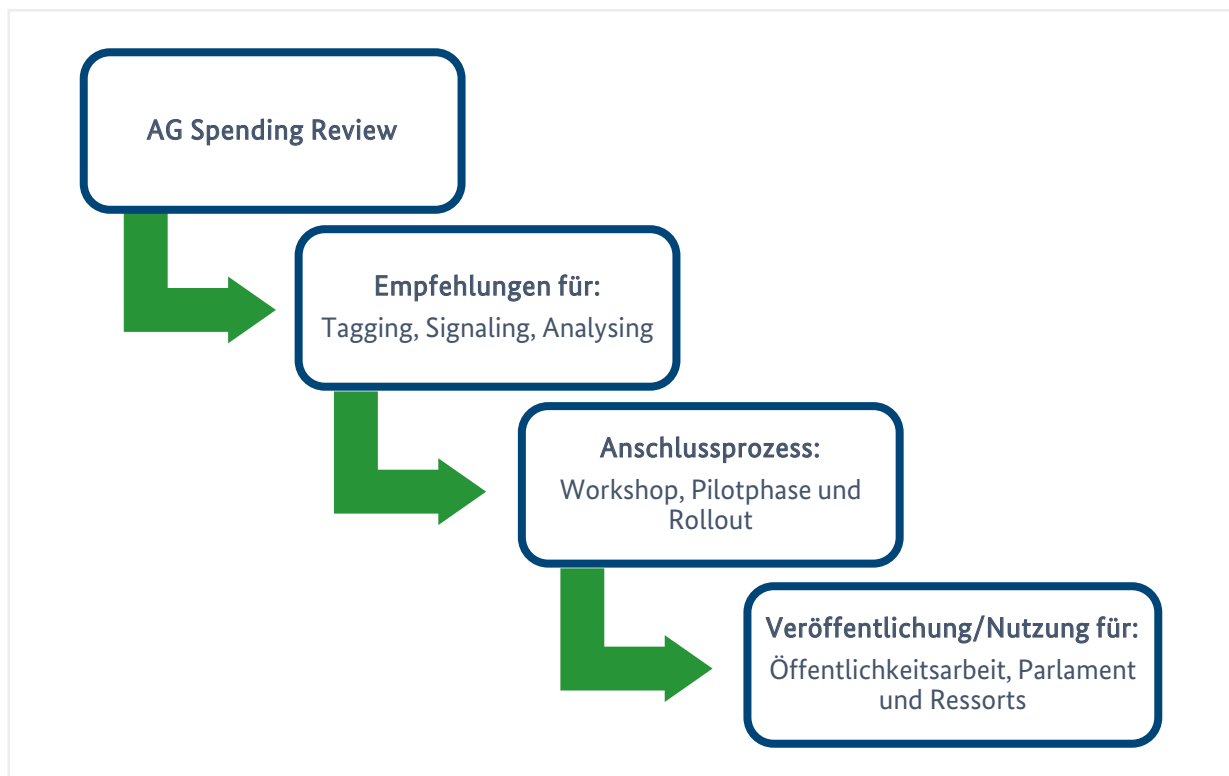 AG Spending Review
Empfehlungen für:
Tagging, Signaling, Analysing
Anschlussprozess:
Workshop, Pilotphase und
Rollout
Veröffentlichung/Nutzung für:
Öffentlichkeitsarbeit, Parlament
und Ressorts